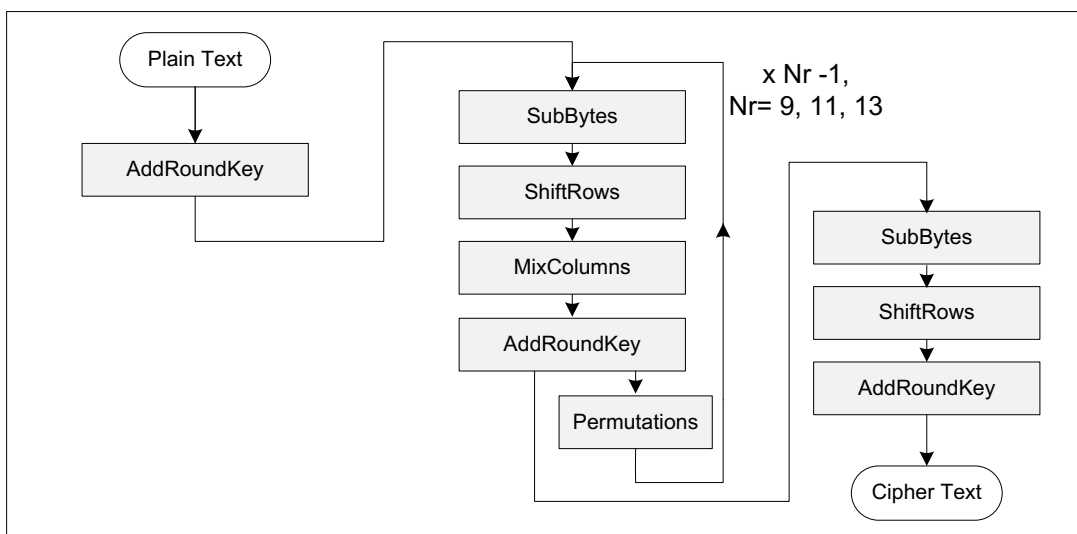 Plain Text
AddRoundKey
SubBytes
ShiftRows
MixColumns
AddRoundKey
Permutations
x Nr -1,
Nr= 9, 11, 13
SubBytes
ShiftRows
AddRoundKey
Cipher Text